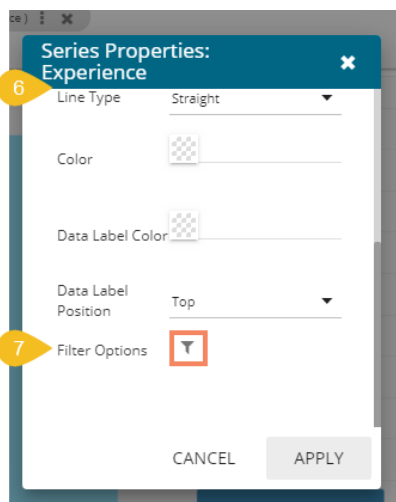 ce )
Series Properties:
Experience
6
Line Type Straight
Color
Data Label Color
Data Label
Position Top
7 Filter Options
CANCEL APPLY